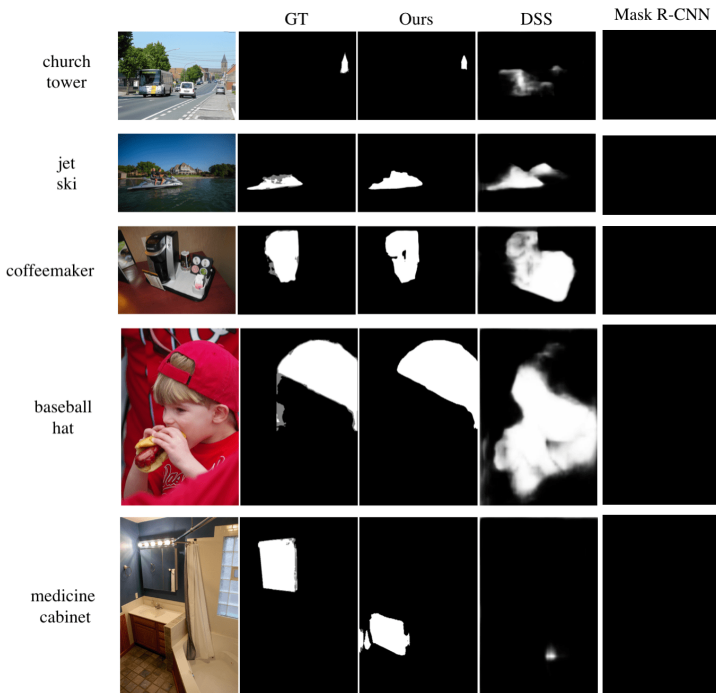 GT Ours DSS Mask R-CNN
church
tower
jet
ski
coffeemaker
baseball
hat
medicine
cabinet